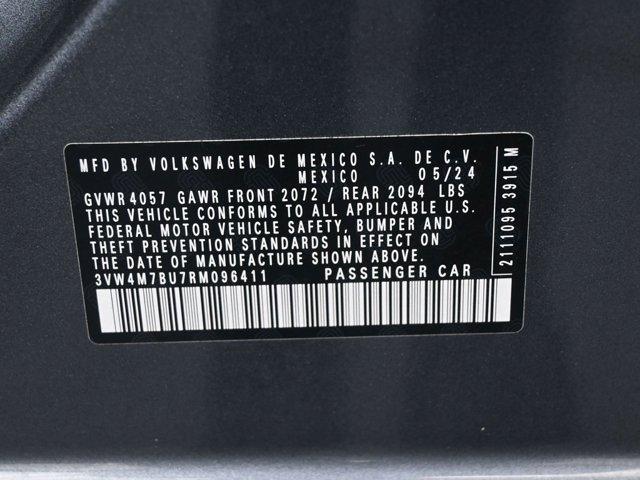 MFD BY VOLKSWAGEN DE MEXICO S.A. DE C.V.
MEXICO 05/24
GVWR 4057 GAWR FRONT 2072 / REAR 2094 LBS
THIS VEHICLE CONFORMS TO ALL APPLICABLE U.S.
FEDERAL MOTOR VEHICLE SAFETY, BUMPER AND
THEFT PREVENTION STANDARDS IN EFFECT ON
THE DATE OF MANUFACTURE SHOWN ABOVE.
3VW4M7BU7RM096411 PASSENGER CAR
2111095 3915 M